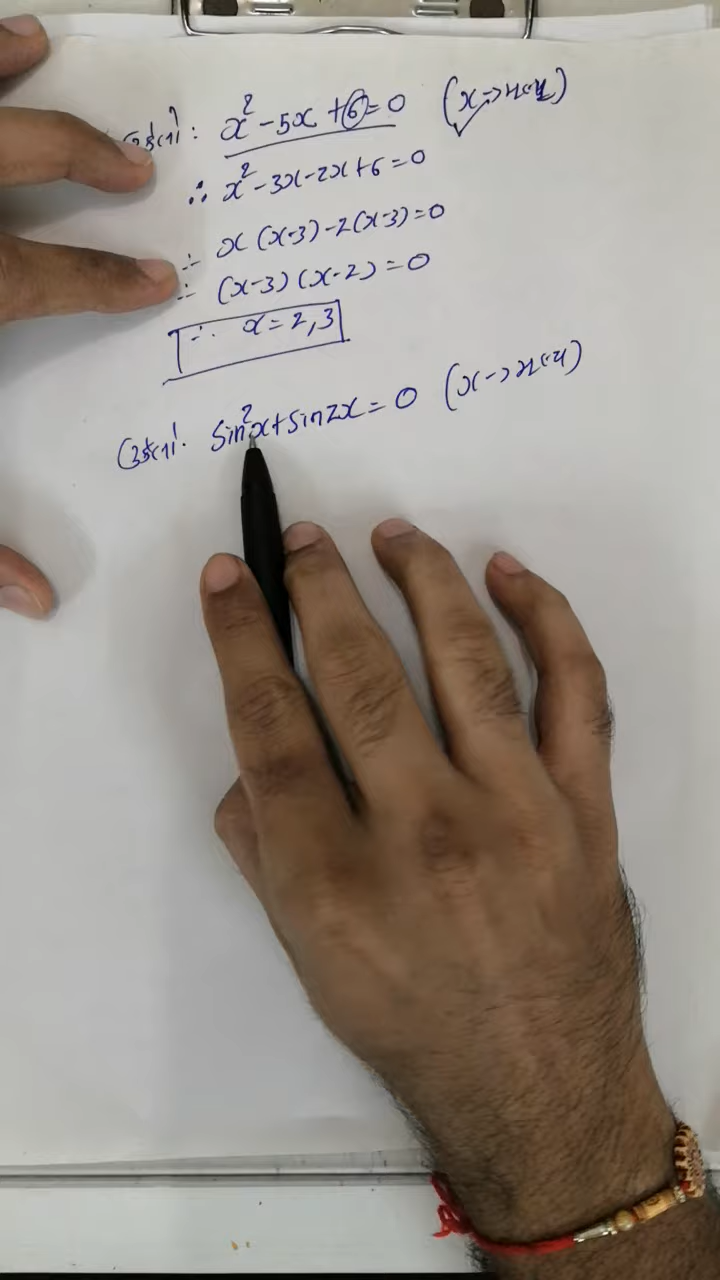 x² - 5x + 6 = 0 (x →
∴ x² - 3x - 2x + 6 = 0
∴ x(x-3) - 2(x-3) = 0
∴ (x-3)(x-2) = 0
∴ x = 2, 3
sin²x + sin2x = 0 (x →